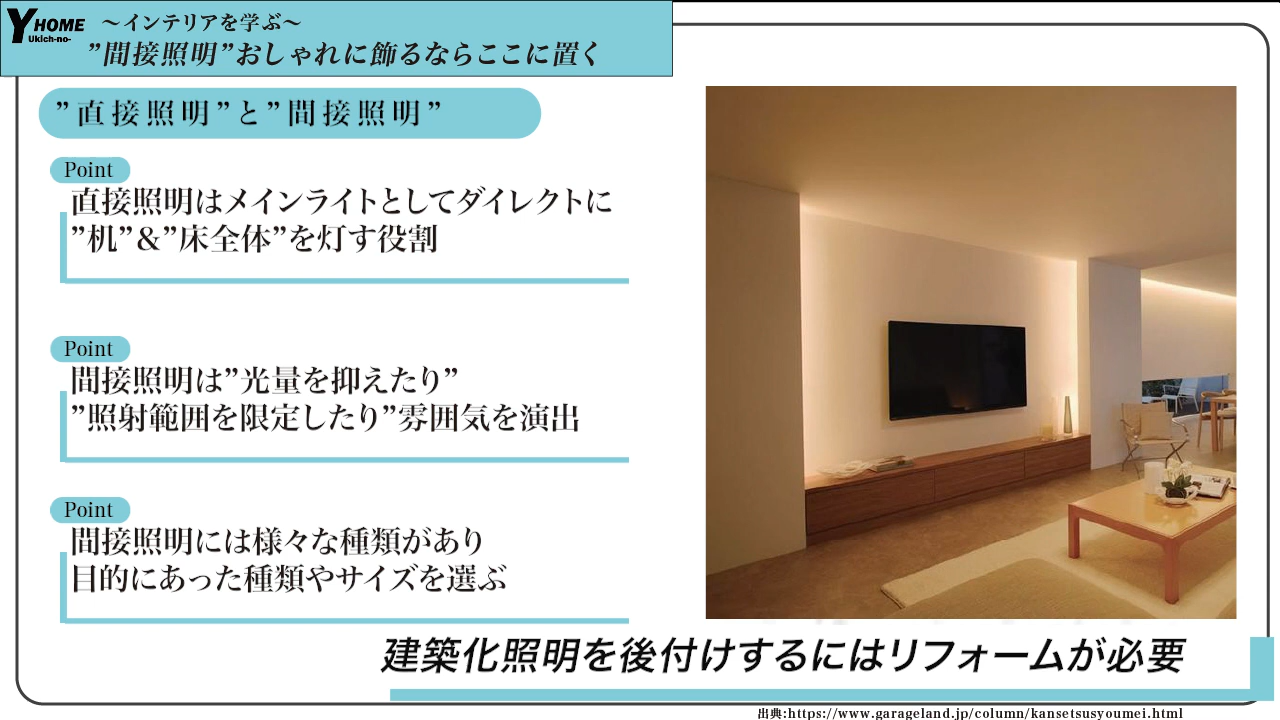 YHOME
Ukich-no-
～インテリアを学ぶ～
”間接照明”おしゃれに飾るならここに置く
”直接照明”と”間接照明”
Point
直接照明はメインライトとしてダイレクトに
”机”＆”床全体”を灯す役割
Point
間接照明は”光量を抑えたり”
”照射範囲を限定したり”雰囲気を演出
Point
間接照明には様々な種類があり
目的にあった種類やサイズを選ぶ
建築化照明を後付けするにはリフォームが必要
出典:https://www.garageland.jp/column/kansetsusyoumei.html